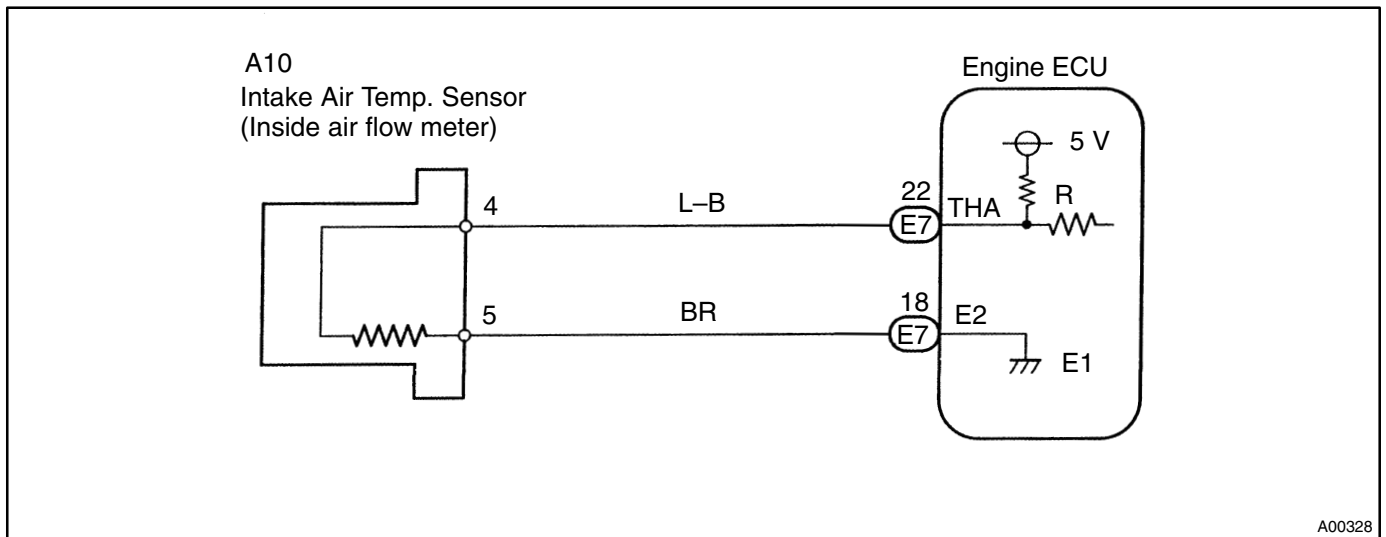 A10
Intake Air Temp. Sensor
(Inside air flow meter)
Engine ECU
5 V
4
L–B
22
E7
THA
R
5
BR
18
E7
E2
E1
A00328